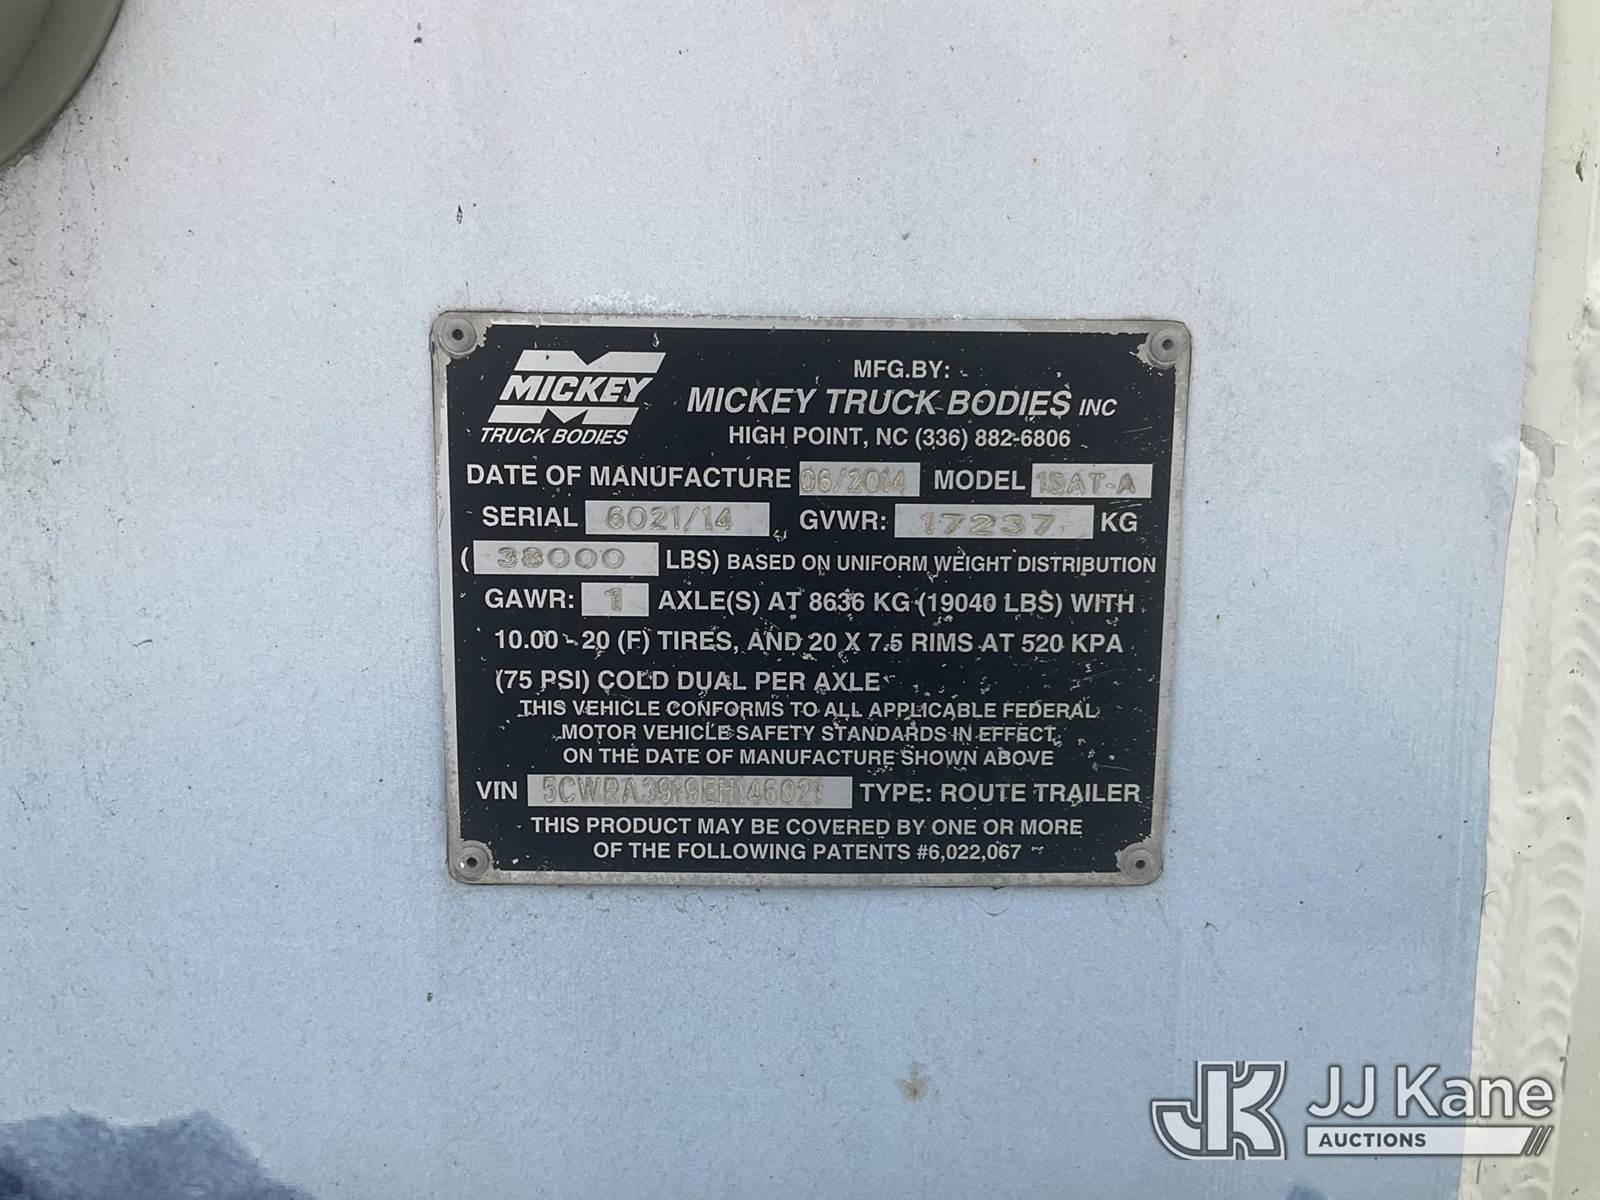 MICKEY
TRUCK BODIES
MFG.BY:
MICKEY TRUCK BODIES INC
HIGH POINT, NC (336) 882-6806
DATE OF MANUFACTURE 06/2014 MODEL
SERIAL 6021/14 GVWR: 17237 KG
( 38000 LBS) BASED ON UNIFORM WEIGHT DISTRIBUTION
GAWR: 1 AXLE(S) AT 8636 KG (19040 LBS) WITH
10.00 - 20 (F) TIRES, AND 20 X 7.5 RIMS AT 520 KPA
(75 PSI) COLD DUAL PER AXLE
THIS VEHICLE CONFORMS TO ALL APPLICABLE FEDERAL
MOTOR VEHICLE SAFETY STANDARDS IN EFFECT
ON THE DATE OF MANUFACTURE SHOWN ABOVE
VIN 5CWRA3919EH146021 TYPE: ROUTE TRAILER
THIS PRODUCT MAY BE COVERED BY ONE OR MORE
OF THE FOLLOWING PATENTS #6,022,067
JK JJ Kane
AUCTIONS